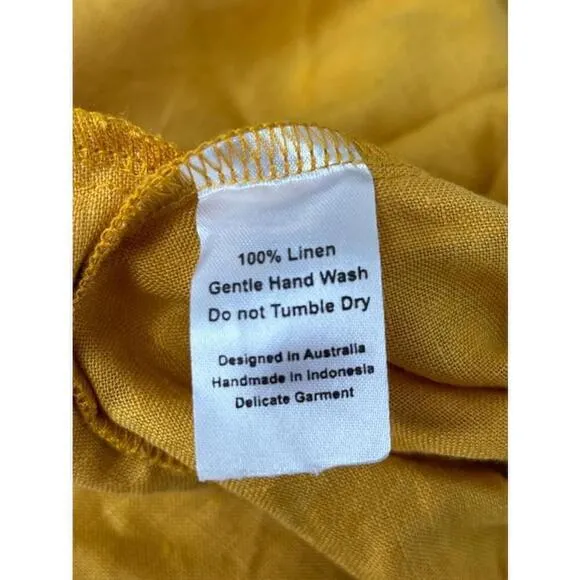 100% Linen
Gentle Hand Wash
Do not Tumble Dry
Designed in Australia
Handmade in Indonesia
Delicate Garment